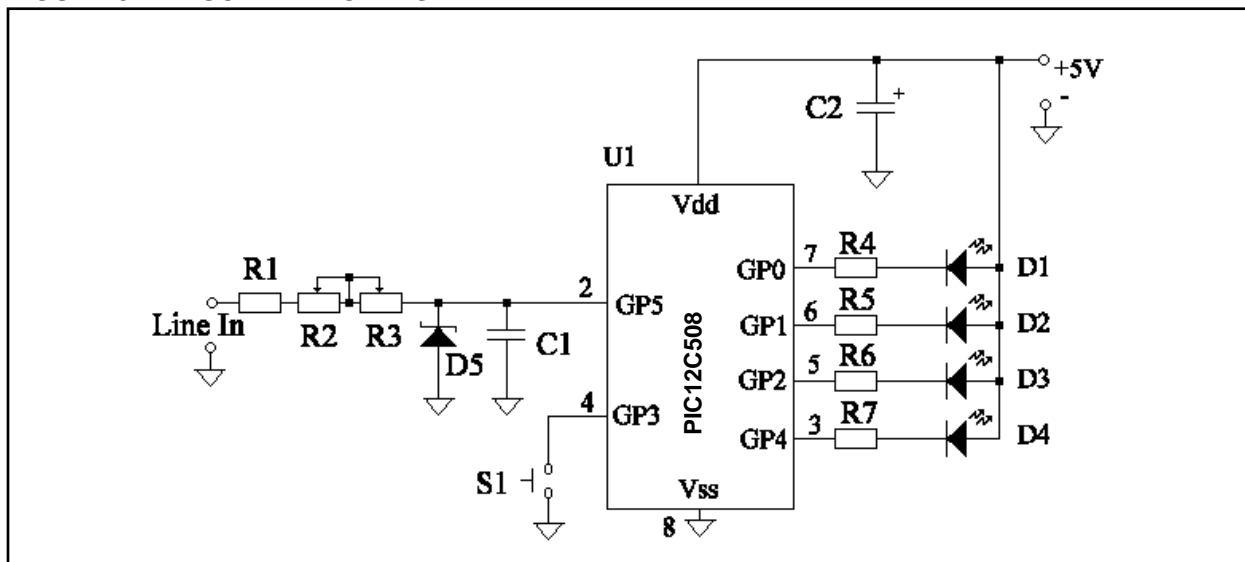 +5V
-
C2
+
U1
Vdd
R1
R2
R3
Line In
D5
C1
2
GP5
4
GP3
S1
PIC12C508
Vss
8
GP0
7
R4
D1
GP1
6
R5
D2
GP2
5
R6
D3
GP4
3
R7
D4